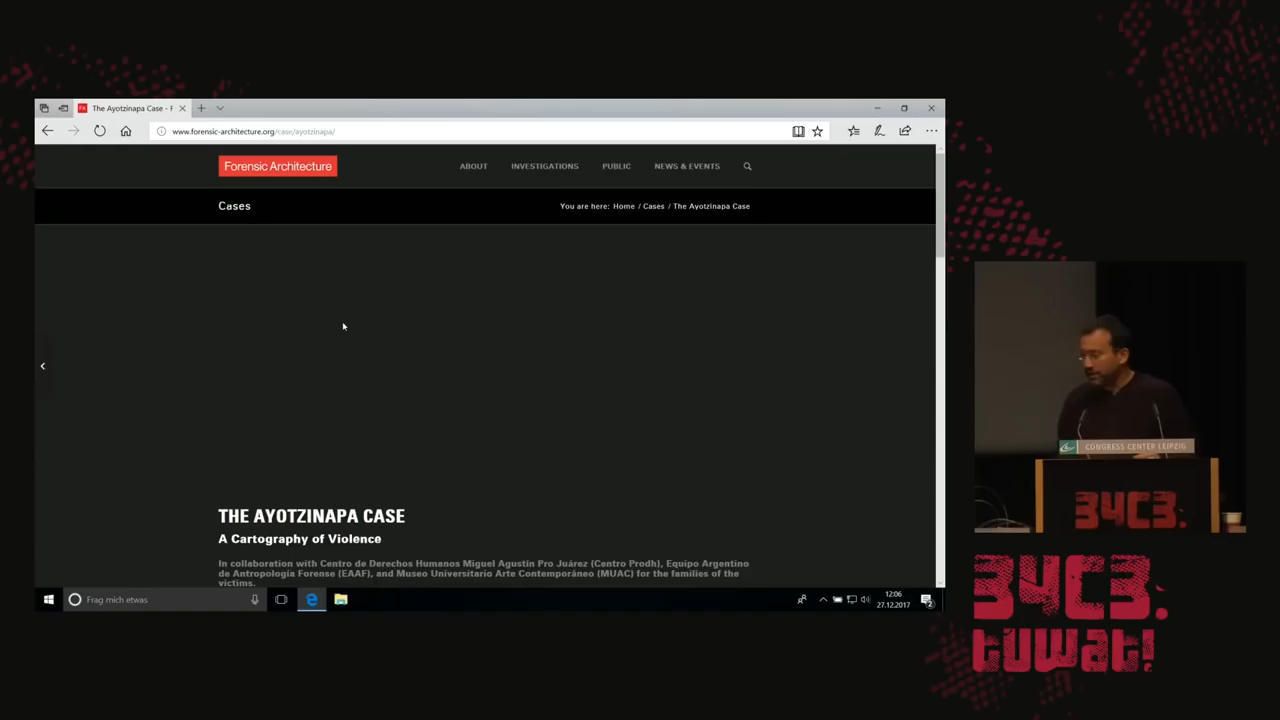 The Ayotzinapa Case - F
www.forensic-architecture.org/case/ayotzinapa/
Forensic Architecture
ABOUT
INVESTIGATIONS
PUBLIC
NEWS & EVENTS
Cases
You are here: Home / Cases / The Ayotzinapa Case
THE AYOTZINAPA CASE
A Cartography of Violence
In collaboration with Centro de Derechos Humanos Miguel Agustín Pro Juárez (Centro Prodh), Equipo Argentino
de Antropología Forense (EAAF), and Museo Universitario Arte Contemporáneo (MUAC) for the families of the
victims.
Frag mich etwas
12:06
27.12.2017
2
CONGRESS CENTER LEIPZIG
34C3.
34C3.
tuwat!